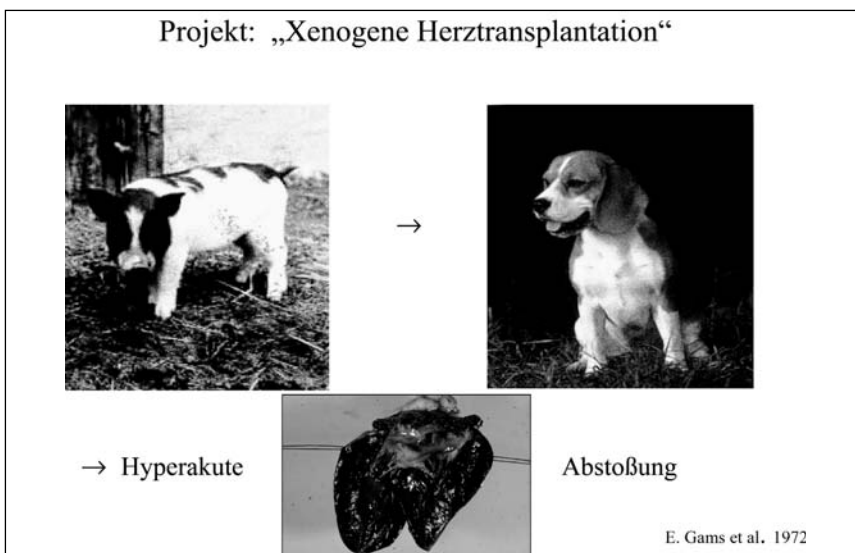 Projekt: „Xenogene Herztransplantation“
→
→ Hyperakute Abstoßung
E. Gams et al. 1972